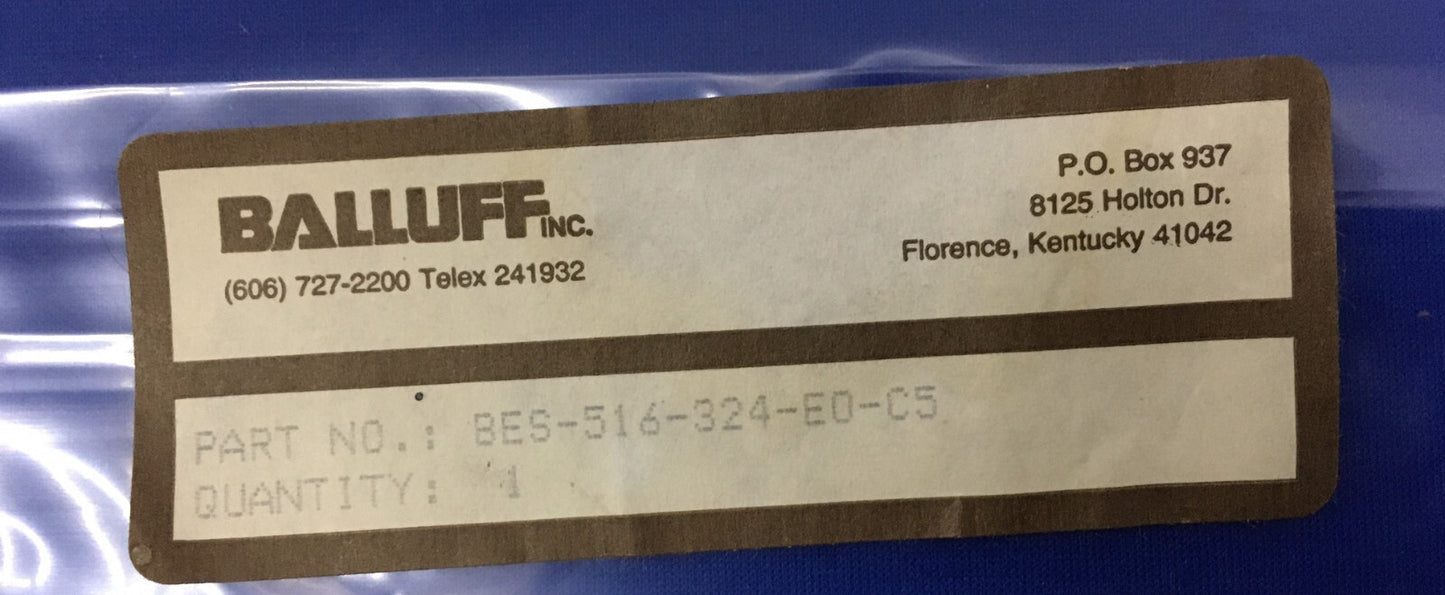 BALLUFF INC.
(606) 727-2200 Telex 241932
P.O. Box 937
8125 Holton Dr.
Florence, Kentucky 41042
PART NO.: BES-516-324-E0-C5
QUANTITY: 1